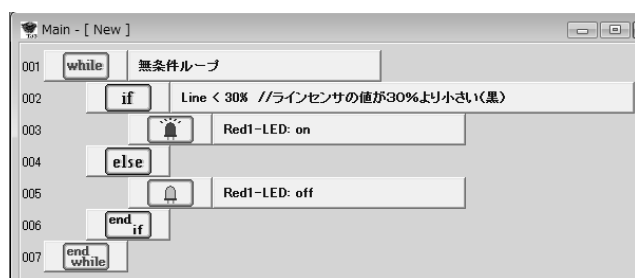 Main - [ New ]
001 while 無条件ループ
002 if Line < 30% //ラインセンサの値が30%より小さい(黒)
003 Red1-LED: on
004 else
005 Red1-LED: off
006 end if
007 end while